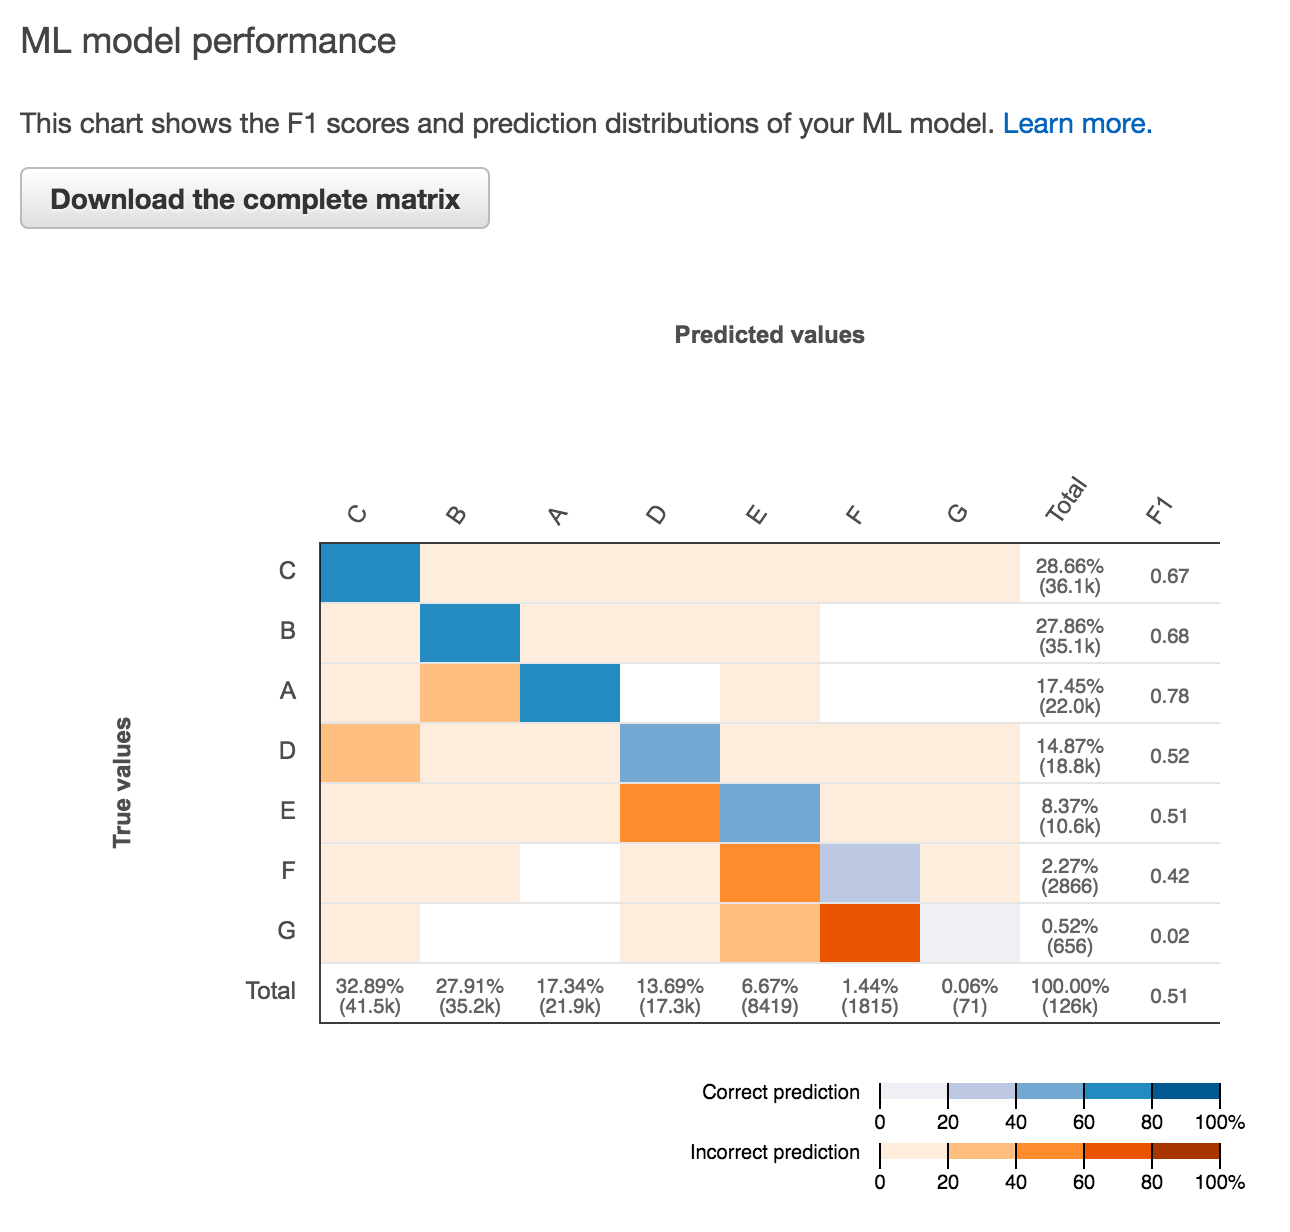 ML model performance
This chart shows the F1 scores and prediction distributions of your ML model. Learn more.
Download the complete matrix
Predicted values
C B A D E F G Total F1
True values
C 28.66% (36.1k) 0.67
B 27.86% (35.1k) 0.68
A 17.45% (22.0k) 0.78
D 14.87% (18.8k) 0.52
E 8.37% (10.6k) 0.51
F 2.27% (2866) 0.42
G 0.52% (656) 0.02
Total 32.89% (41.5k) 27.91% (35.2k) 17.34% (21.9k) 13.69% (17.3k) 6.67% (8419) 1.44% (1815) 0.06% (71) 100.00% (126k) 0.51
Correct prediction
0 20 40 60 80 100%
Incorrect prediction
0 20 40 60 80 100%